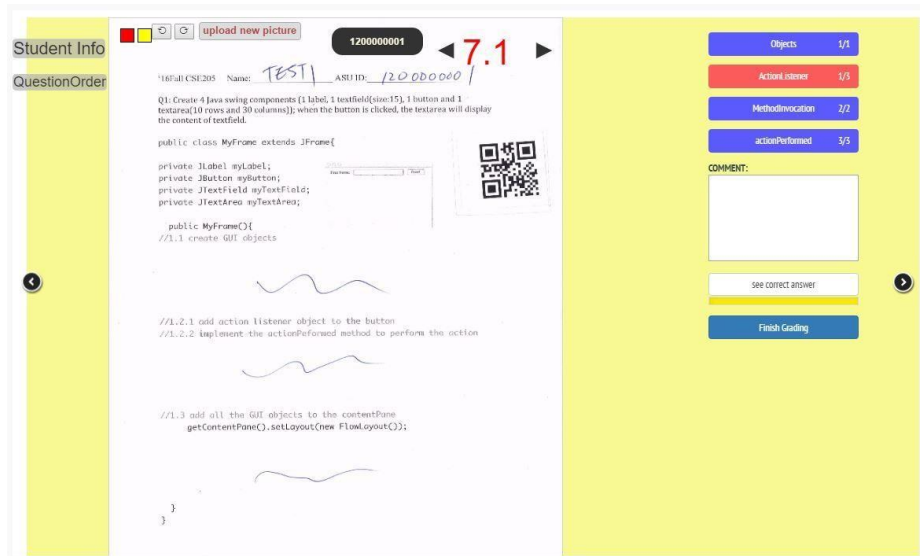 Student Info
QuestionOrder
upload new picture
1200000001
7.1
'16Fall CSE205 Name: TEST1 ASU ID: 120000001
Q1: Create 4 Java swing components (1 label, 1 textfield(size:15), 1 button and 1
textarea(10 rows and 30 columns)); when the button is clicked, the textarea will display
the content of textfield.
public class MyFrame extends JFrame{
private JLabel myLabel;
private JButton myButton;
private JTextField myTextField;
private JTextArea myTextArea;
public MyFrame(){
//1.1 create GUI objects
//1.2.1 add action listener object to the button
//1.2.2 implement the actionPeformed method to perform the action
//1.3 add all the GUI objects to the contentPane
getContentPane().setLayout(new FlowLayout());
}
}
Objects 1/1
ActionListener 1/3
MethodInvocation 2/2
actionPerformed 3/3
COMMENT:
see correct answer
Finish Grading